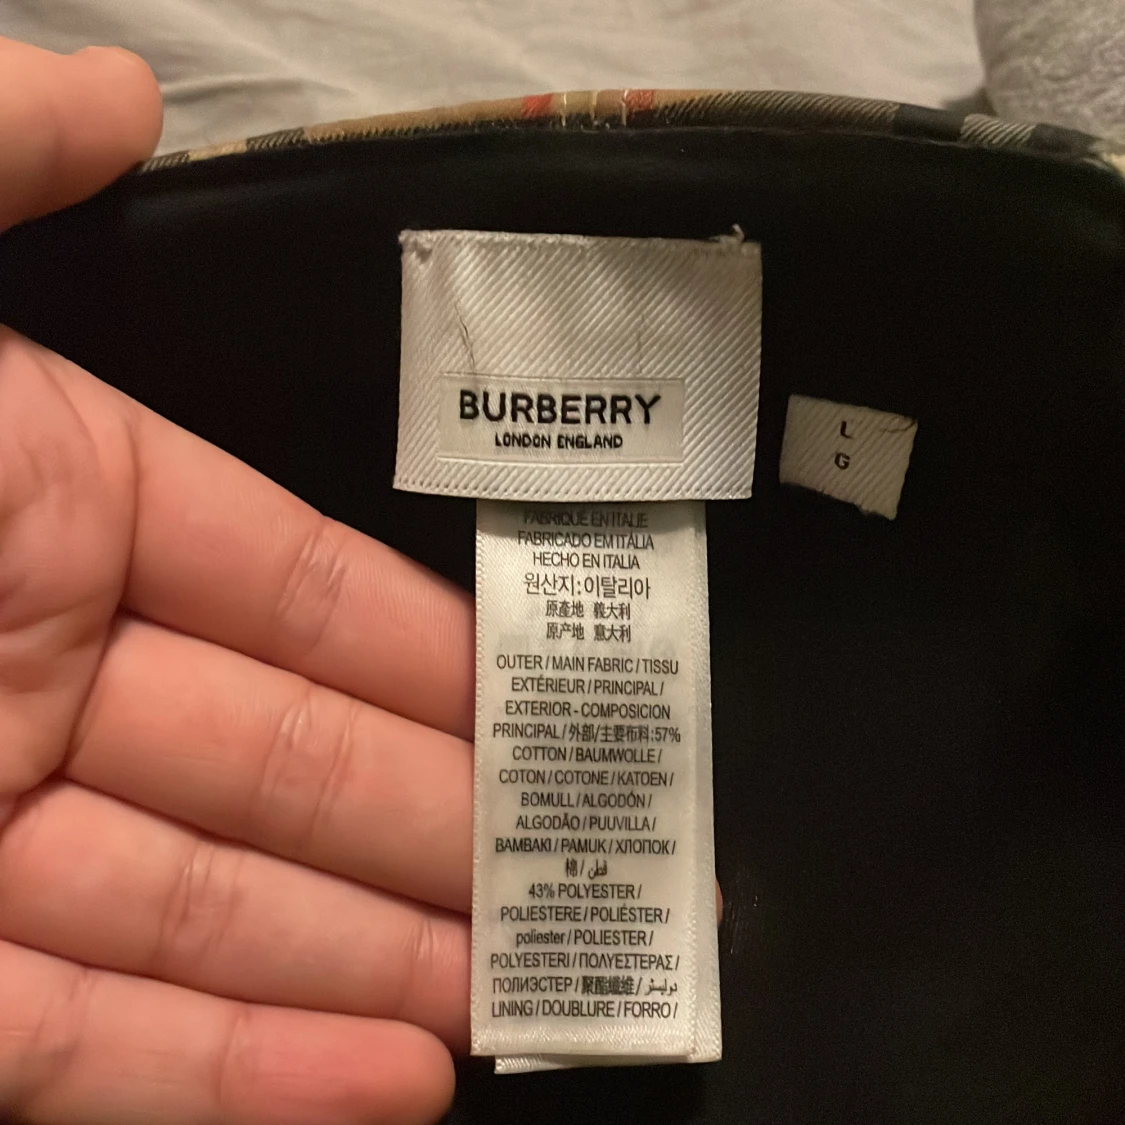 BURBERRY
LONDON ENGLAND
L
G
FABRIQUÉ EN ITALIE
FABRICADO EM ITÁLIA
HECHO EN ITALIA
원산지:이탈리아
原產地 義大利
原产地 意大利
OUTER / MAIN FABRIC / TISSU
EXTÉRIEUR / PRINCIPAL /
EXTERIOR - COMPOSICION
PRINCIPAL / 外部/主要布料:57%
COTTON / BAUMWOLLE /
COTON / COTONE / KATOEN /
BOMULL / ALGODÓN /
ALGODÃO / PUUVILLA /
BAMBAKI / PAMUK / ХЛОПОК /
棉 / قطن
43% POLYESTER /
POLIESTERE / POLIÉSTER /
poliester / POLIESTER /
POLYESTERI / ΠΟΛΥΕΣΤΕΡΑΣ /
ПОЛИЭСТЕР / 聚酯纖維 / دوليستر
LINING / DOUBLURE / FORRO /